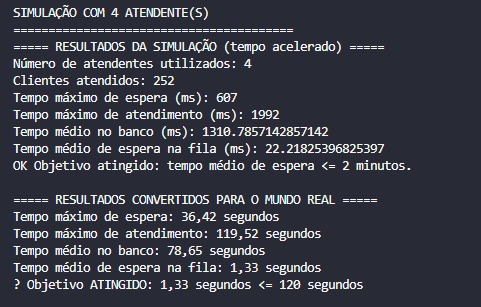 SIMULAÇÃO COM 4 ATENDENTE(S)
========================================
===== RESULTADOS DA SIMULAÇÃO (tempo acelerado) =====
Número de atendentes utilizados: 4
Clientes atendidos: 252
Tempo máximo de espera (ms): 607
Tempo máximo de atendimento (ms): 1992
Tempo médio no banco (ms): 1310.7857142857142
Tempo médio de espera na fila (ms): 22.21825396825397
OK Objetivo atingido: tempo médio de espera <= 2 minutos.
===== RESULTADOS CONVERTIDOS PARA O MUNDO REAL =====
Tempo máximo de espera: 36,42 segundos
Tempo máximo de atendimento: 119,52 segundos
Tempo médio no banco: 78,65 segundos
Tempo médio de espera na fila: 1,33 segundos
? Objetivo ATINGIDO: 1,33 segundos <= 120 segundos